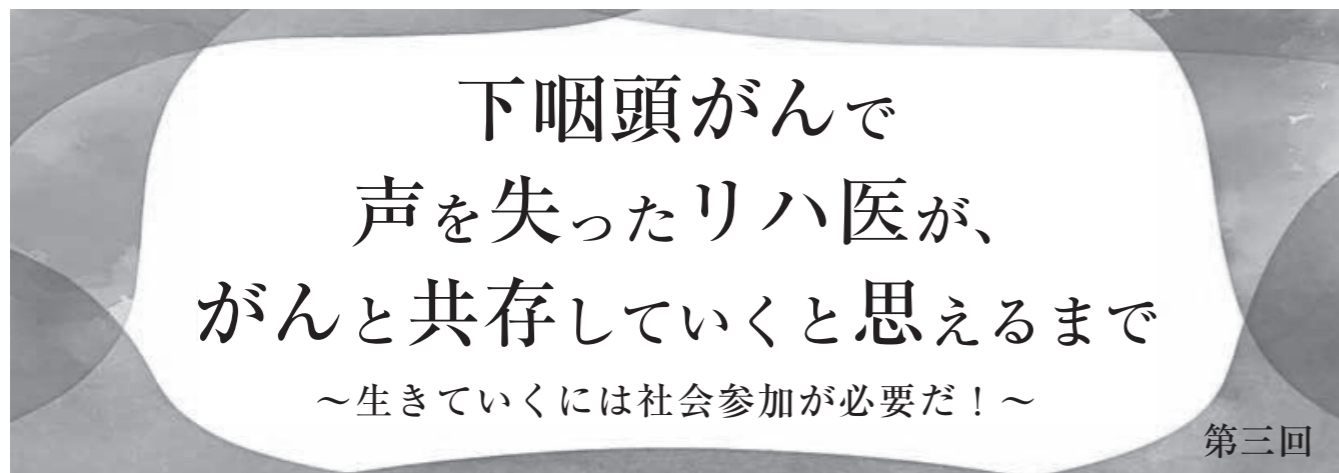 下咽頭がんで
声を失ったリハ医が、
がんと共存していくと思えるまで
〜生きていくには社会参加が必要だ！〜
第三回